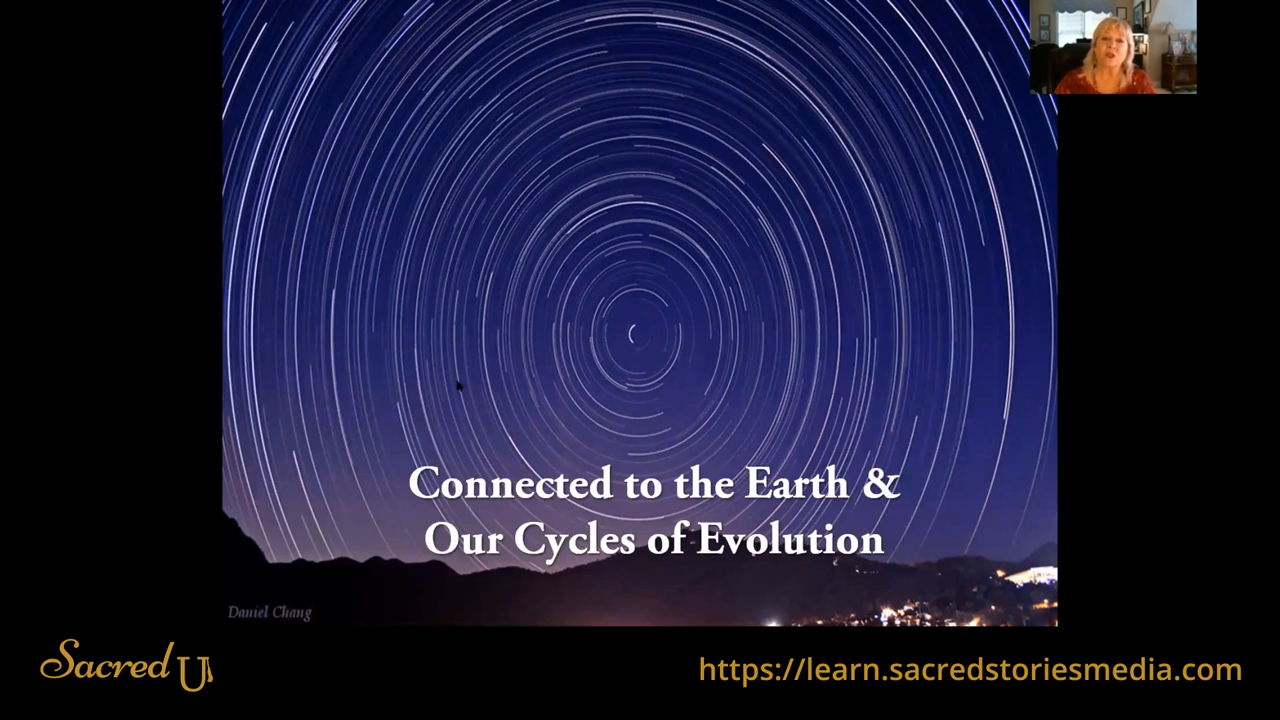 Connected to the Earth &
Our Cycles of Evolution
Daniel Chang
Sacred U
https://learn.sacredstoriesmedia.com